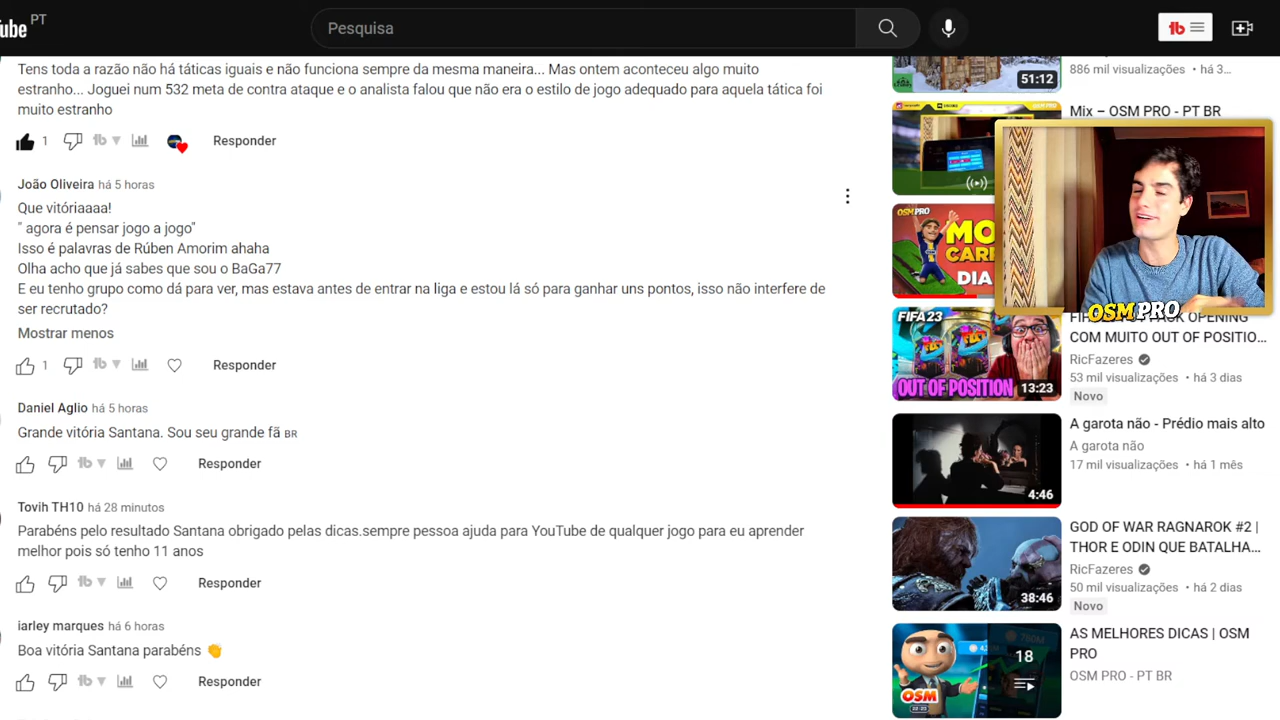 ube PT
Pesquisa
Tens toda a razão não há táticas iguais e não funciona sempre da mesma maneira... Mas ontem aconteceu algo muito
estranho... Joguei num 532 meta de contra ataque e o analista falou que não era o estilo de jogo adequado para aquela tática foi
muito estranho
1 tb Responder
João Oliveira há 5 horas
Que vitóriaaaa!
" agora é pensar jogo a jogo"
Isso é palavras de Rúben Amorim ahaha
Olha acho que já sabes que sou o BaGa77
E eu tenho grupo como dá para ver, mas estava antes de entrar na liga e estou lá só para ganhar uns pontos, isso não interfere de
ser recrutado?
Mostrar menos
1 tb Responder
Daniel Aglio há 5 horas
Grande vitória Santana. Sou seu grande fã BR
tb Responder
Tovih TH10 há 28 minutos
Parabéns pelo resultado Santana obrigado pelas dicas.sempre pessoa ajuda para YouTube de qualquer jogo para eu aprender
melhor pois só tenho 11 anos
tb Responder
iarley marques há 6 horas
Boa vitória Santana parabéns 👏
tb Responder
tb
51:12
886 mil visualizações • há 3...
Mix – OSM PRO - PT BR
OSM PRO
MO
CARR
DIA
OSM PRO
FIFA 23
OUT OF POSITION
13:23
PACK OPENING
COM MUITO OUT OF POSITIO...
RicFazeres
53 mil visualizações • há 3 dias
Novo
4:46
A garota não - Prédio mais alto
A garota não
17 mil visualizações • há 1 mês
38:46
GOD OF WAR RAGNAROK #2 |
THOR E ODIN QUE BATALHA...
RicFazeres
50 mil visualizações • há 2 dias
Novo
OSM
18
AS MELHORES DICAS | OSM
PRO
OSM PRO - PT BR